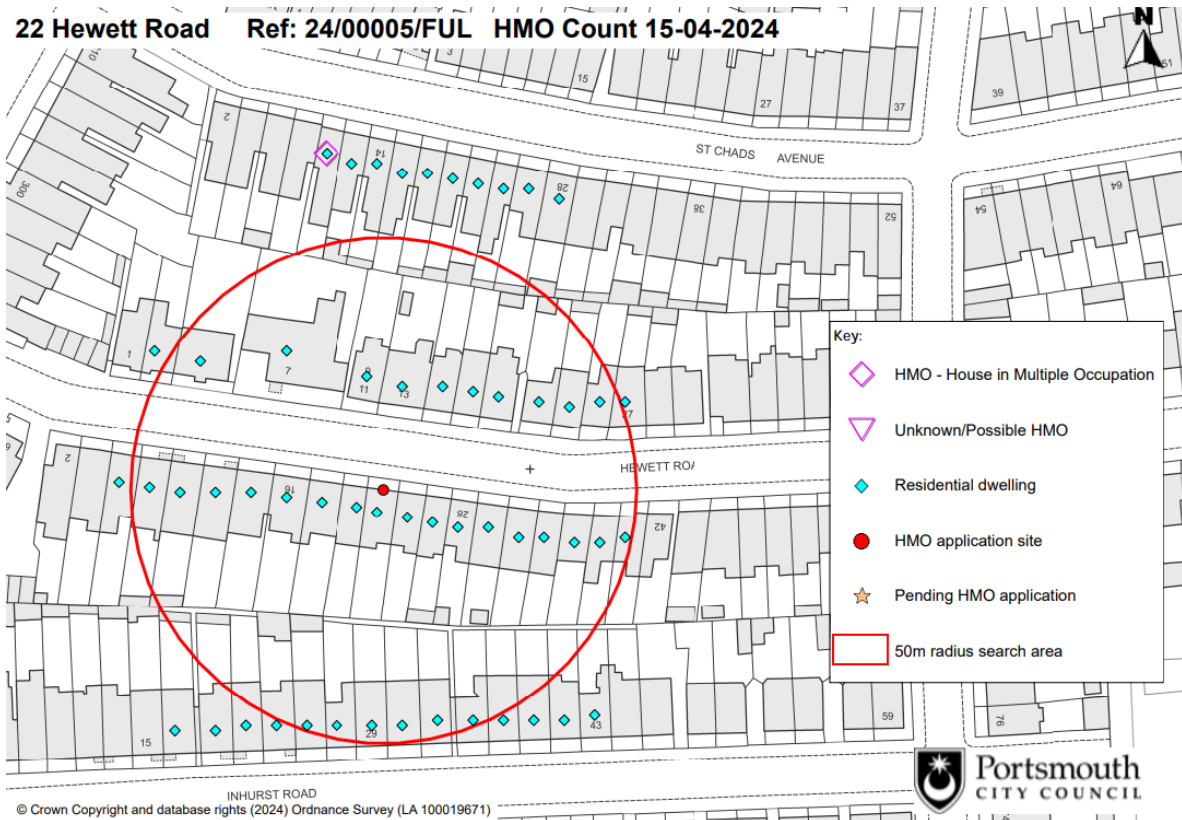 22 Hewett Road Ref: 24/00005/FUL HMO Count 15-04-2024
N
3
15
27
37
39
51
010
2
14
28
38
52
ST CHADS AVENUE
54
64
300
1
7
9
11
13
27
Key:
HMO - House in Multiple Occupation
Unknown/Possible HMO
Residential dwelling
HMO application site
Pending HMO application
50m radius search area
HEWETT ROA
2
16
28
42
15
29
43
59
76
INHURST ROAD
Portsmouth
CITY COUNCIL
© Crown Copyright and database rights (2024) Ordnance Survey (LA 100019671)